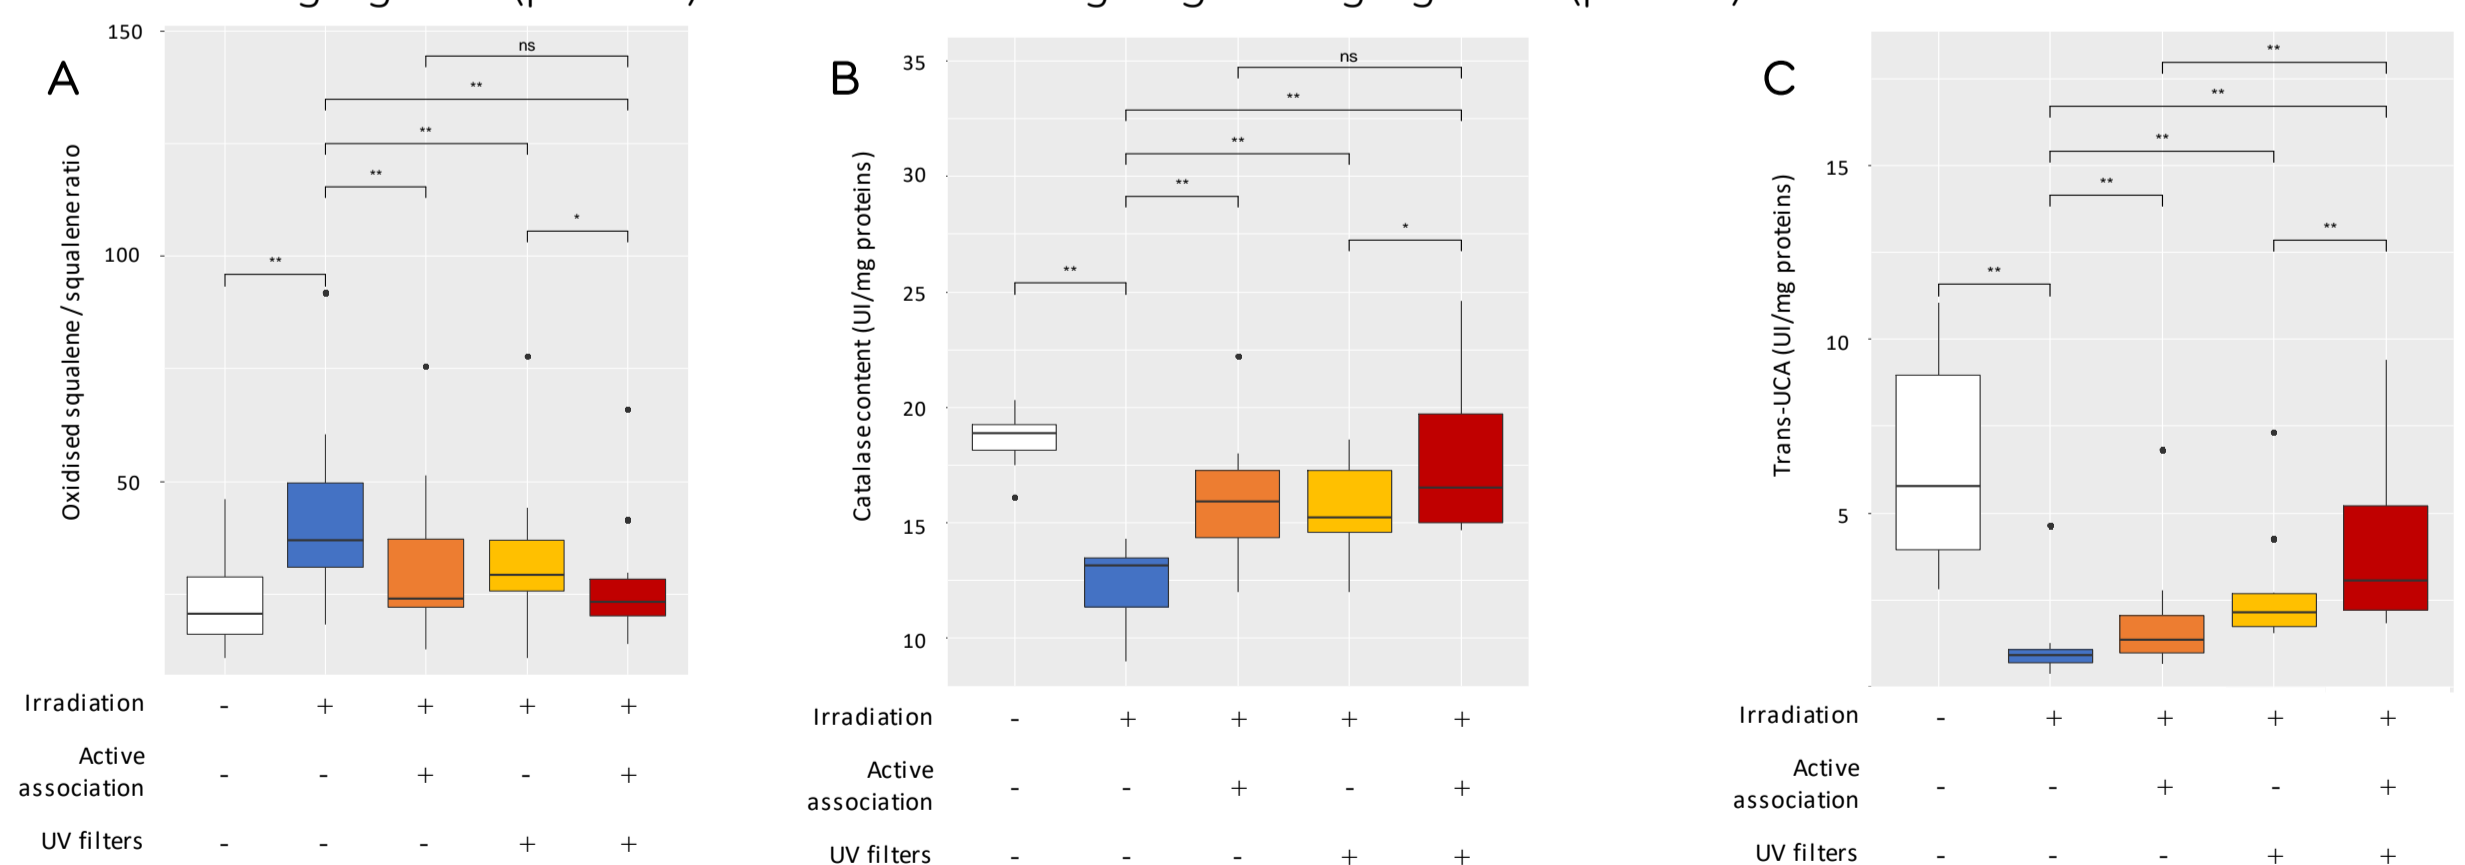 A
150
100
50
Oxidised squalene / squalene ratio
ns
**
**
**
*
**
Irradiation - + + + +
Active
association - - + - +
UV filters - - - + +
B
35
30
25
20
15
10
Catalase content (UI/mg proteins)
ns
**
**
**
*
**
Irradiation - + + + +
Active
association - - + - +
UV filters - - - + +
C
15
10
5
Trans-UCA (UI/mg proteins)
**
**
**
**
**
**
Irradiation - + + + +
Active
association - - + - +
UV filters - - - + +